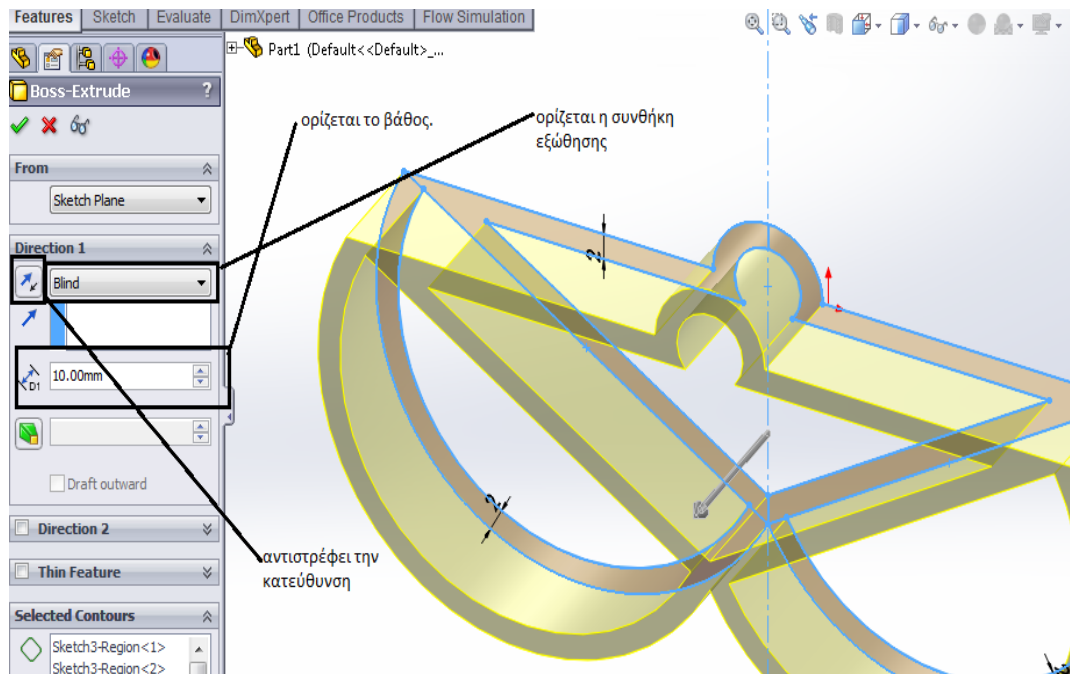 Features Sketch Evaluate DimXpert Office Products Flow Simulation
Part1 (Default<<Default>_...
Boss-Extrude ?
ορίζεται το βάθος.
ορίζεται η συνθήκη
εξώθησης
From
Sketch Plane
Direction 1
Blind
D1 10.00mm
Draft outward
Direction 2
Thin Feature
Selected Contours
Sketch3-Region<1>
Sketch3-Region<2>
αντιστρέφει την
κατεύθυνση
2
2